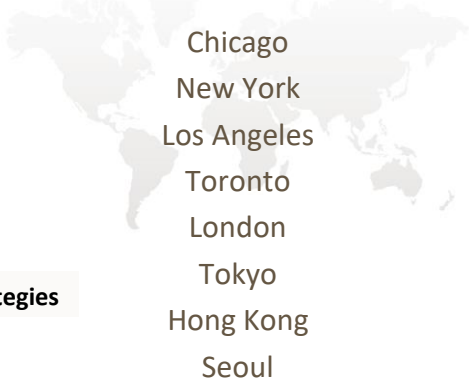 Chicago
New York
Los Angeles
Toronto
London
Tokyo
tegies
Hong Kong
Seoul